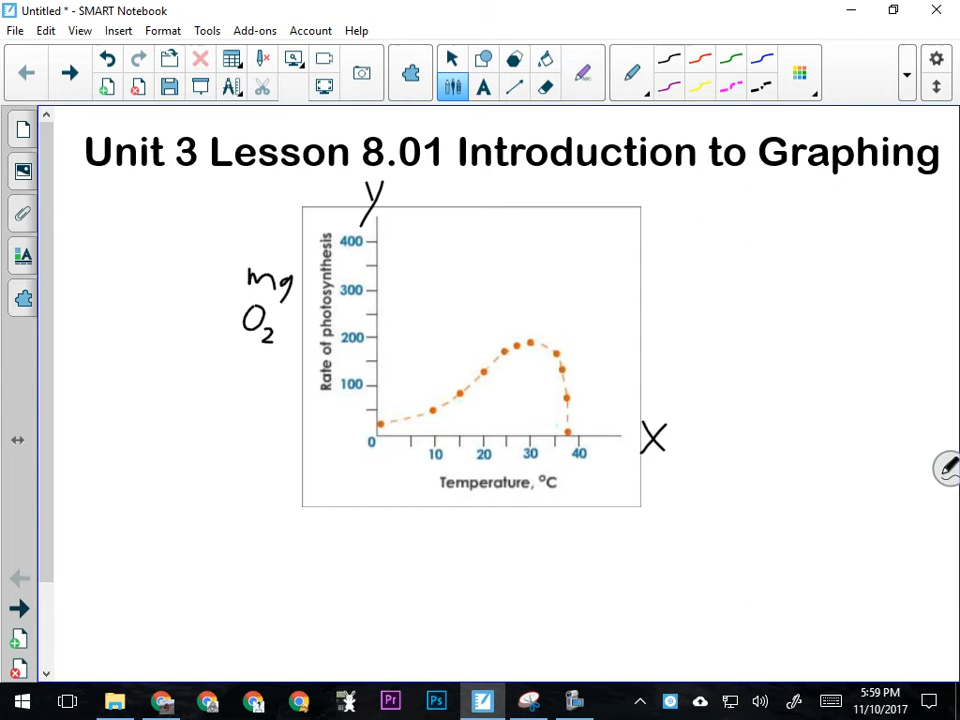 Untitled * - SMART Notebook
File Edit View Insert Format Tools Add-ons Account Help
Unit 3 Lesson 8.01 Introduction to Graphing
y
mg
O2
Rate of photosynthesis
400
300
200
100
0
10 20 30 40
x
Temperature, °C
Pr Ps
5:59 PM
11/10/2017